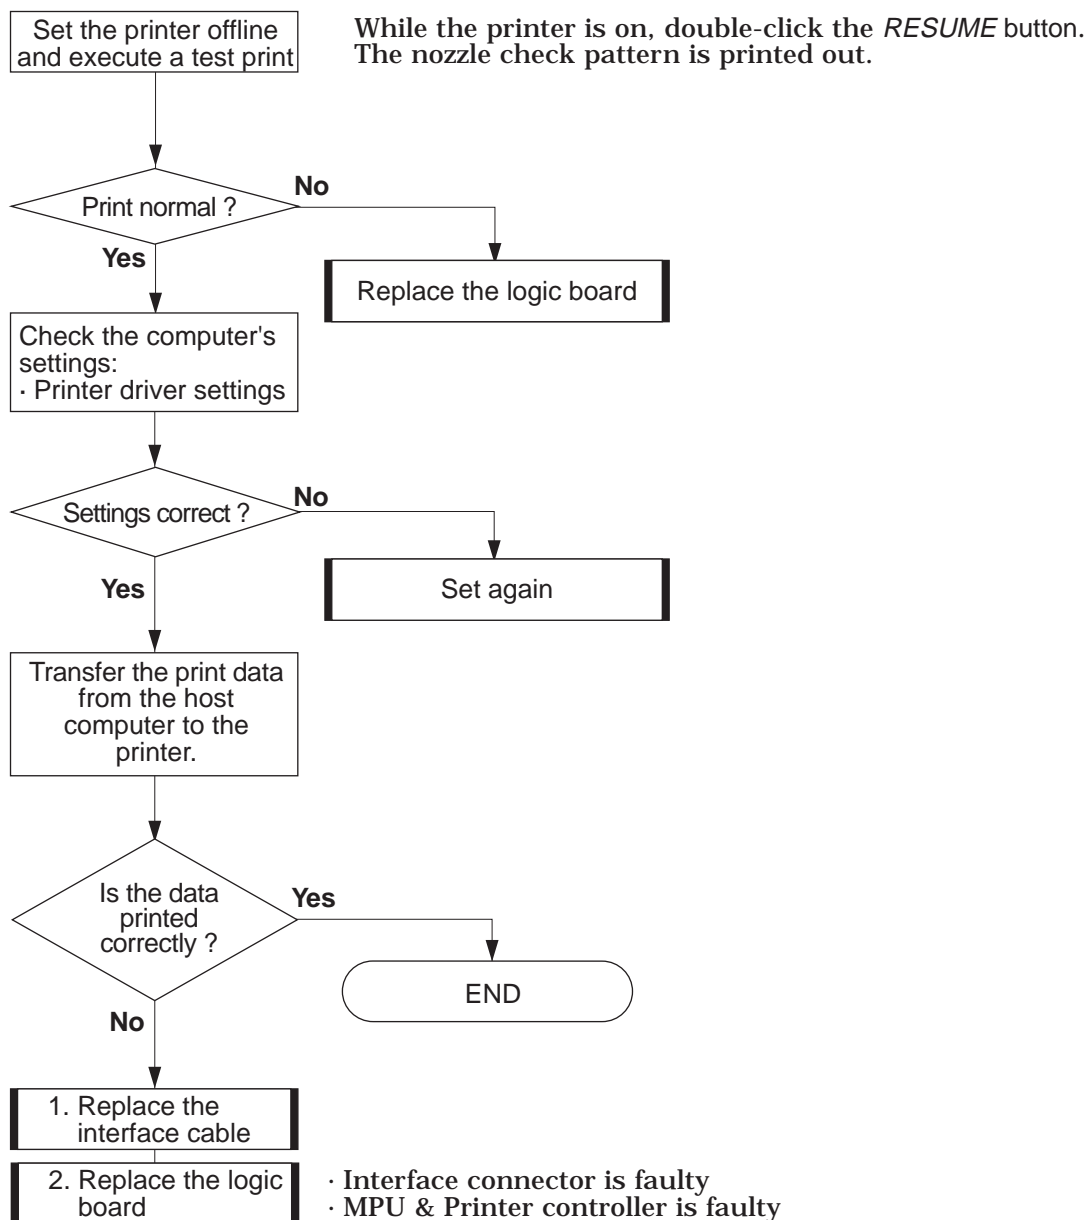 Set the printer offline
and execute a test print
While the printer is on, double-click the RESUME button.
The nozzle check pattern is printed out.
Print normal ?
No
Yes
Replace the logic board
Check the computer's
settings:
· Printer driver settings
Settings correct ?
No
Yes
Set again
Transfer the print data
from the host
computer to the
printer.
Is the data
printed
correctly ?
Yes
END
No
1. Replace the
interface cable
2. Replace the logic
board
· Interface connector is faulty
· MPU & Printer controller is faulty